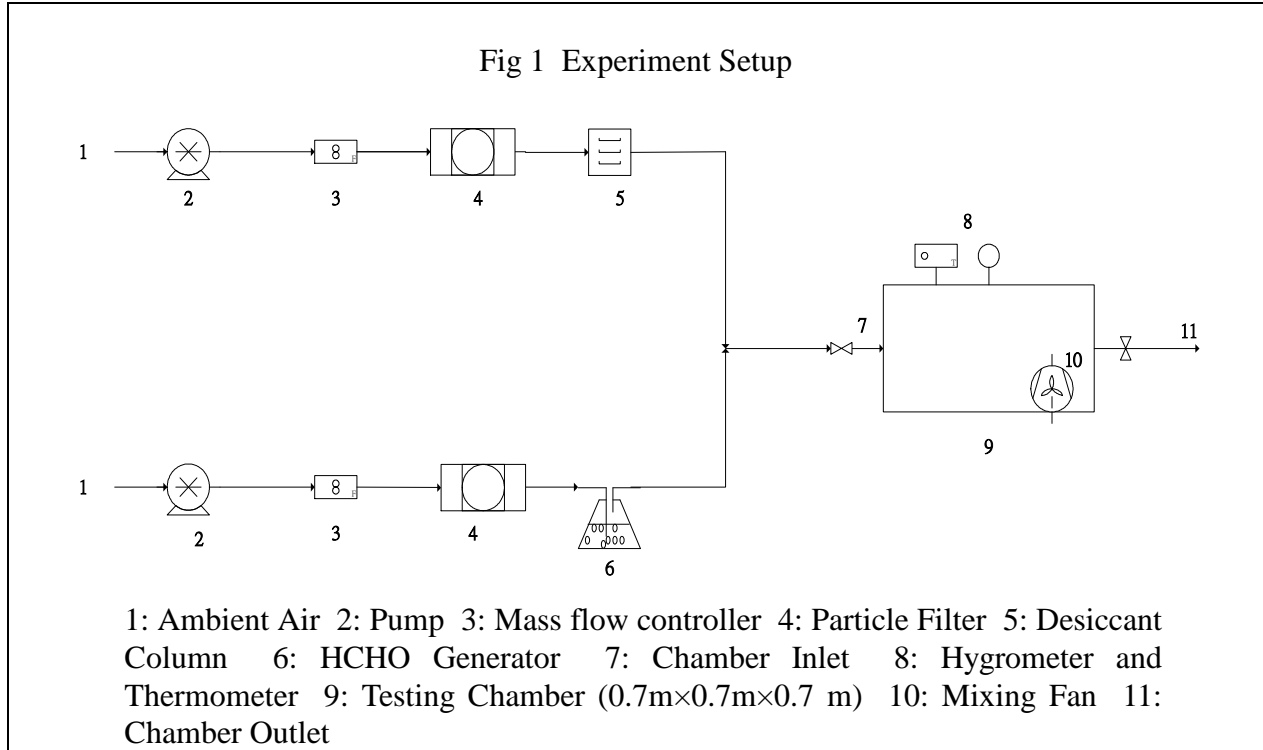 Fig 1 Experiment Setup
1 2 8 F 3 4 5
8
T
7 10 11
9
1 2 8 F 3 4 6
1: Ambient Air 2: Pump 3: Mass flow controller 4: Particle Filter 5: Desiccant
Column 6: HCHO Generator 7: Chamber Inlet 8: Hygrometer and
Thermometer 9: Testing Chamber (0.7m×0.7m×0.7 m) 10: Mixing Fan 11:
Chamber Outlet